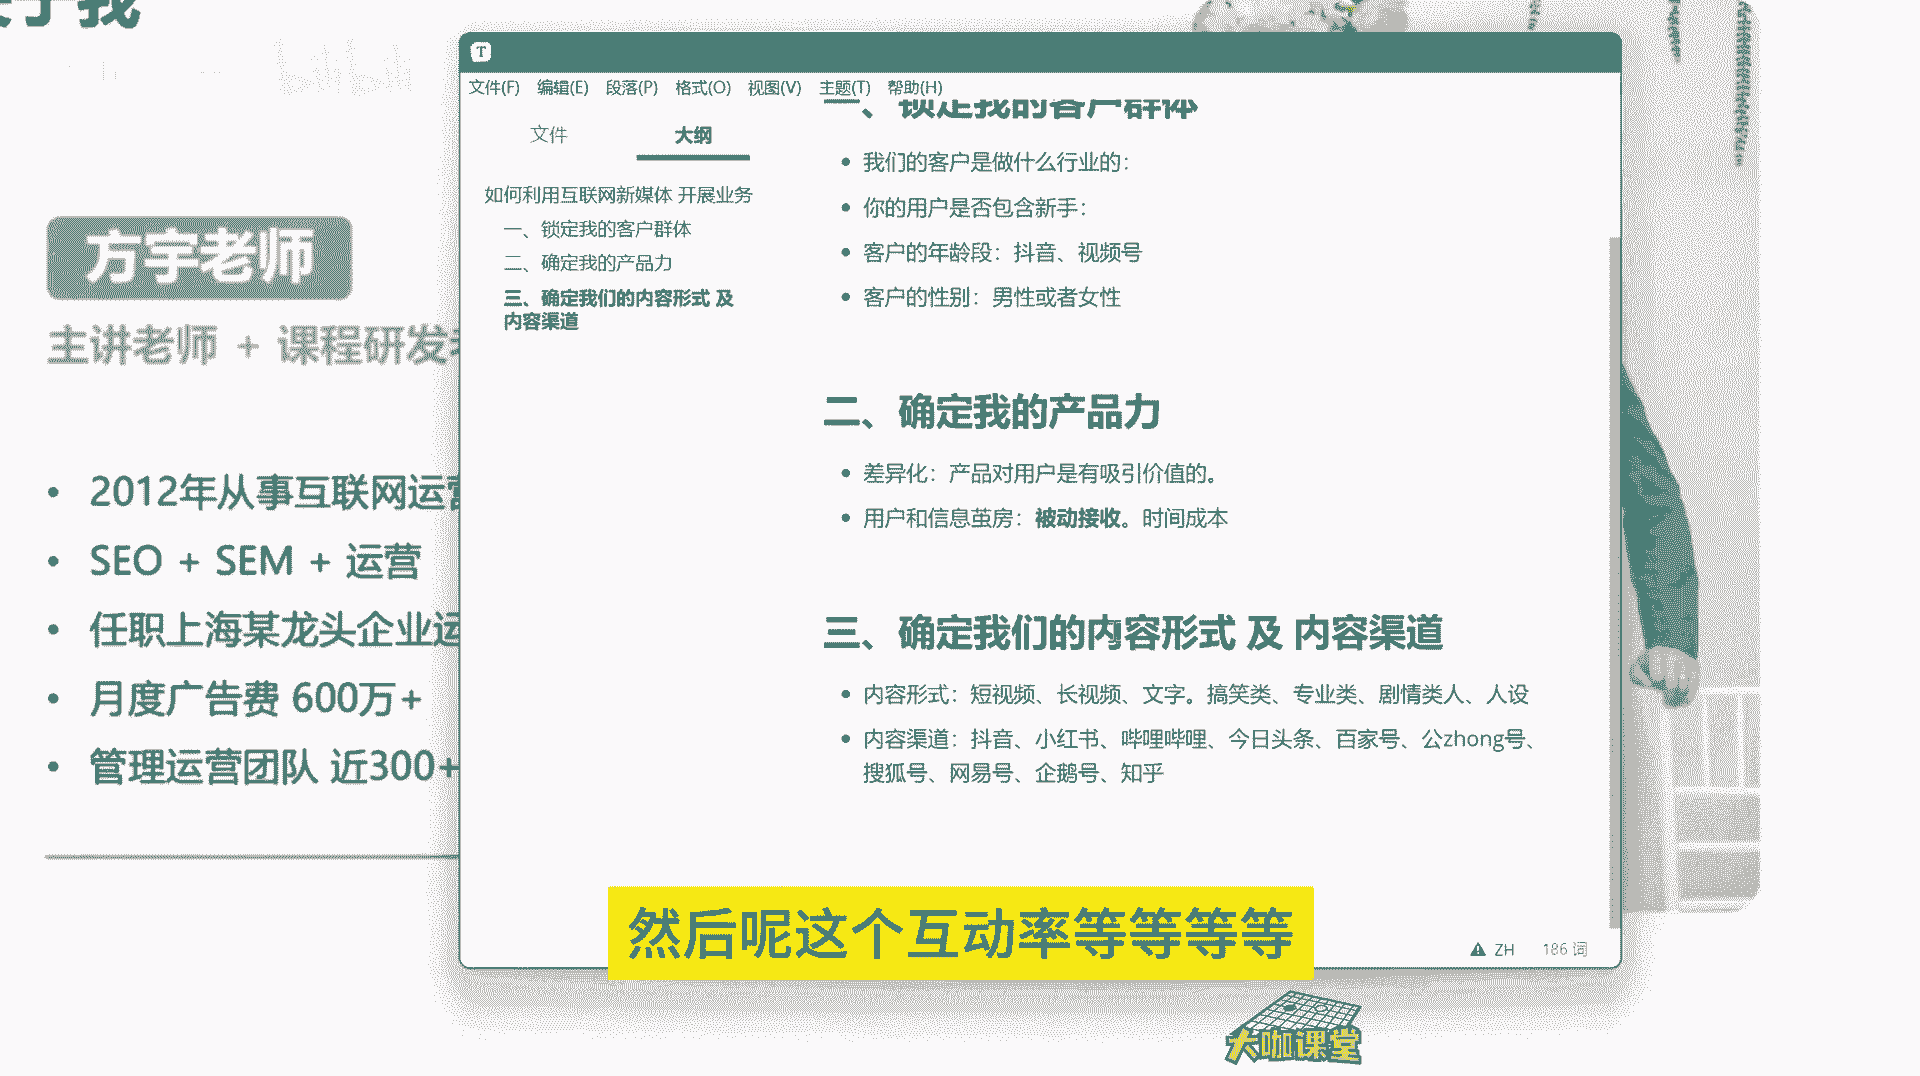 方宇老师
主讲老师 + 课程研发
2012年从事互联网运营
SEO + SEM + 运营
任职上海某龙头企业运
月度广告费 600万+
管理运营团队 近300+
T
文件(F) 编辑(E) 段落(P) 格式(O) 视图(V) 主题(T) 帮助(H)
文件 大纲
如何利用互联网新媒体 开展业务
一、锁定我的客户群体
二、确定我的产品力
三、确定我们的内容形式 及
内容渠道
一、锁定我的客户群体
我们的客户是做什么行业的：
你的用户是否包含新手：
客户的年龄段：抖音、视频号
客户的性别：男性或者女性
二、确定我的产品力
差异化：产品对用户是有吸引价值的。
用户和信息茧房：被动接收。时间成本
三、确定我们的内容形式 及 内容渠道
内容形式：短视频、长视频、文字。搞笑类、专业类、剧情类人、人设
内容渠道：抖音、小红书、哔哩哔哩、今日头条、百家号、公zhong号、
搜狐号、网易号、企鹅号、知乎
ZH 186 词
然后呢这个互动率等等等等
大咖课堂